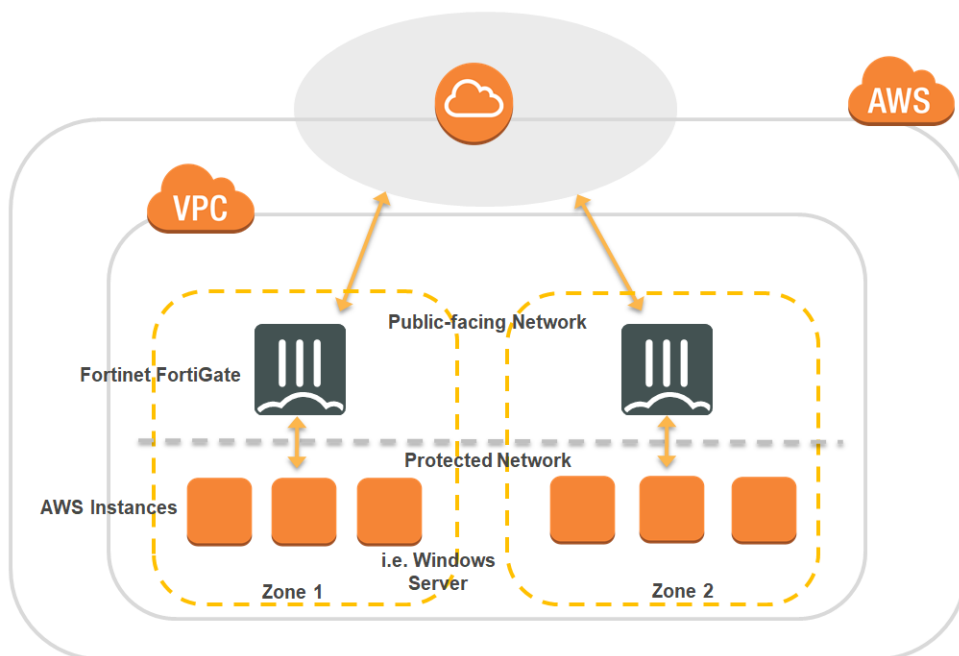 AWS
VPC
Public-facing Network
Fortinet FortiGate
Protected Network
AWS Instances
i.e. Windows
Server
Zone 1
Zone 2